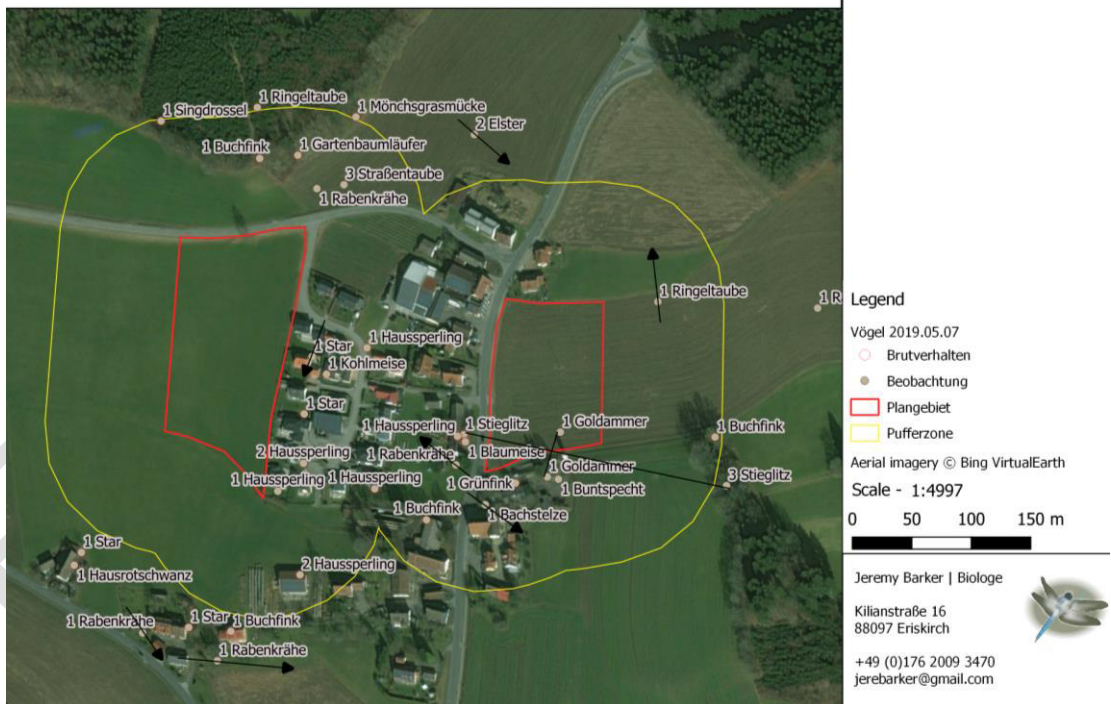 1 Ringeltaube
1 Singdrossel
1 Mönchsgrasmücke
2 Elster
1 Buchfink
1 Gartenbaumläufer
3 Straßentaube
1 Rabenkrähe
1 Ringeltaube
1 R
1 Star
1 Haussperling
1 Kohlmeise
1 Star
1 Haussperling
1 Stieglitz
1 Goldammer
1 Buchfink
2 Haussperling
1 Rabenkrähe
1 Blaumeise
1 Goldammer
3 Stieglitz
1 Haussperling
1 Haussperling
1 Grünfink
1 Buntspecht
1 Buchfink
1 Bachstelze
1 Star
1 Hausrotschwanz
2 Haussperling
1 Rabenkrähe
1 Star
1 Buchfink
1 Rabenkrähe
Legend
Vögel 2019.05.07
Brutverhalten
Beobachtung
Plangebiet
Pufferzone
Aerial imagery © Bing VirtualEarth
Scale - 1:4997
0 50 100 150 m
Jeremy Barker | Biologe
Kilianstraße 16
88097 Eriskirch
+49 (0)176 2009 3470
jerebarker@gmail.com